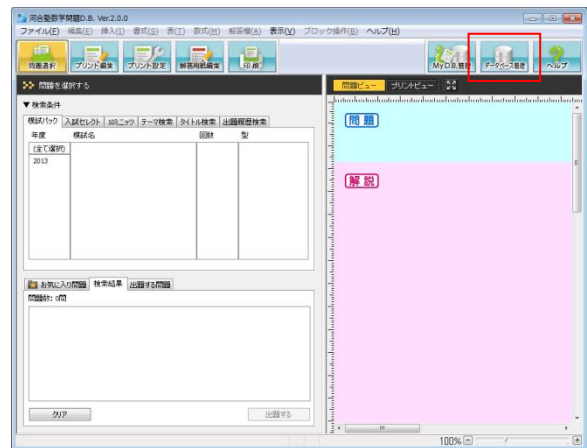 河合塾数学問題D.B. Ver.2.0.0
ファイル(F) 編集(E) 挿入(I) 書式(S) 表(T) 数式(M) 解答欄(A) 表示(V) ブロック操作(B) ヘルプ(H)
問題選択 プリント編集 プリント設定 解答用紙編集 印刷 MyD.B.管理 データベース管理 ヘルプ
問題を選択する 問題ビュー プリントビュー
▼検索条件
模試パック 入試セレクト テーマ検索 タイトル検索 出題履歴検索
年度 模試名 回数 型
(全て選択)
2013
問題
解説
お気に入り問題 検索結果 出題する問題
問題数: 0問
クリア 出題する
100%